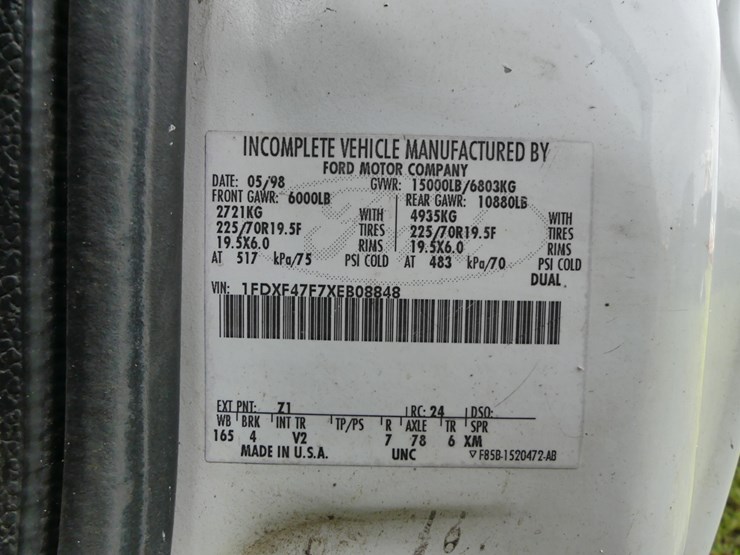 INCOMPLETE VEHICLE MANUFACTURED BY
FORD MOTOR COMPANY
DATE: 05/98 GVWR: 15000LB/6803KG
FRONT GAWR: 6000LB REAR GAWR: 10880LB
2721KG WITH 4935KG WITH
225/70R19.5F TIRES 225/70R19.5F TIRES
19.5X6.0 RIMS 19.5X6.0 RIMS
AT 517 kPa/75 PSI COLD AT 483 kPa/70 PSI COLD
DUAL
VIN: 1FDXF47F7XEB08848
EXT PNT: Z1 RC: 24 DSO:
WB BRK INT TR TP/PS R AXLE TR SPR
165 4 V2 7 78 6 XM
MADE IN U.S.A. UNC ▽ F85B-1520472-AB